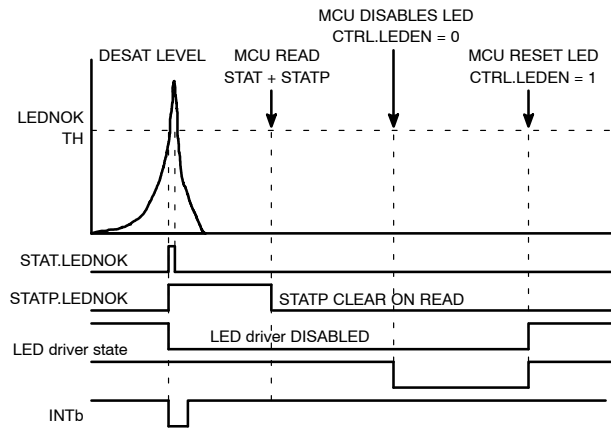 MCU DISABLES LED
CTRL.LEDEN = 0
DESAT LEVEL
MCU READ
STAT + STATP
MCU RESET LED
CTRL.LEDEN = 1
LEDNOK
TH
STAT.LEDNOK
STATP.LEDNOK
STATP CLEAR ON READ
LED driver DISABLED
LED driver state
INTb